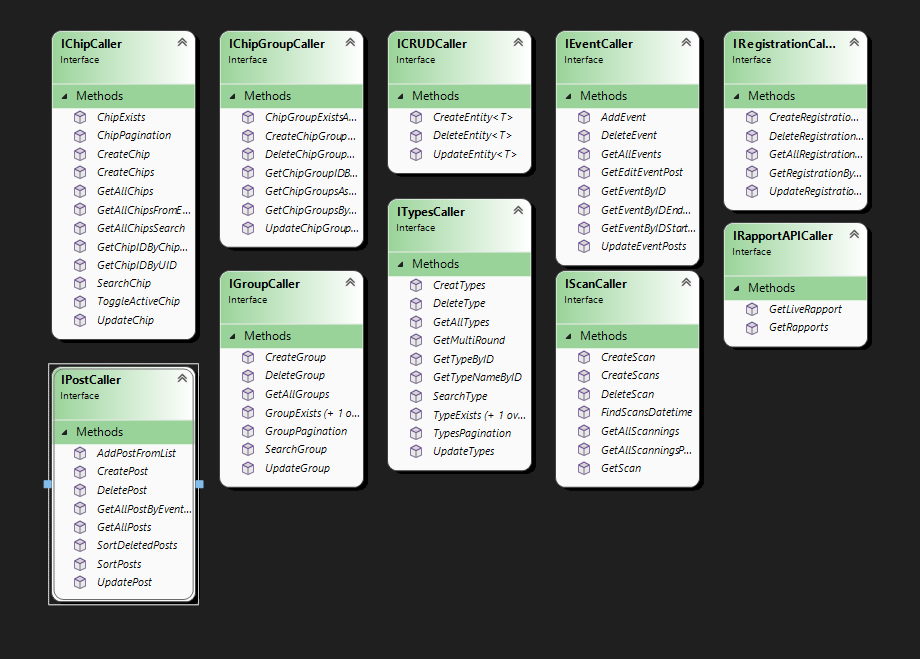 IChipCaller
Interface
Methods
ChipExists
ChipPagination
CreateChip
CreateChips
GetAllChips
GetAllChipsFromE...
GetAllChipsSearch
GetChipIDByChip...
GetChipIDByUID
SearchChip
ToggleActiveChip
UpdateChip
IPostCaller
Interface
Methods
AddPostFromList
CreatePost
DeletePost
GetAllPostByEvent...
GetAllPosts
SortDeletedPosts
SortPosts
UpdatePost
IChipGroupCaller
Interface
Methods
ChipGroupExistsA...
CreateChipGroup...
DeleteChipGroup...
GetChipGroupIDB...
GetChipGroupsAs...
GetChipGroupsBy...
UpdateChipGroup...
IGroupCaller
Interface
Methods
CreateGroup
DeleteGroup
GetAllGroups
GroupExists (+ 1 o...
GroupPagination
SearchGroup
UpdateGroup
ICRUDCaller
Interface
Methods
CreateEntity<T>
DeleteEntity<T>
UpdateEntity<T>
ITypesCaller
Interface
Methods
CreatTypes
DeleteType
GetAllTypes
GetMultiRound
GetTypeByID
GetTypeNameByID
SearchType
TypeExists (+ 1 ov...
TypesPagination
UpdateTypes
IEventCaller
Interface
Methods
AddEvent
DeleteEvent
GetAllEvents
GetEditEventPost
GetEventByID
GetEventByIDEnd...
GetEventByIDStart...
UpdateEventPosts
IScanCaller
Interface
Methods
CreateScan
CreateScans
DeleteScan
FindScansDatetime
GetAllScannings
GetAllScanningsP...
GetScan
IRegistrationCal...
Interface
Methods
CreateRegistratio...
DeleteRegistration...
GetAllRegistration...
GetRegistrationBy...
UpdateRegistratio...
IRapportAPICaller
Interface
Methods
GetLiveRapport
GetRapports